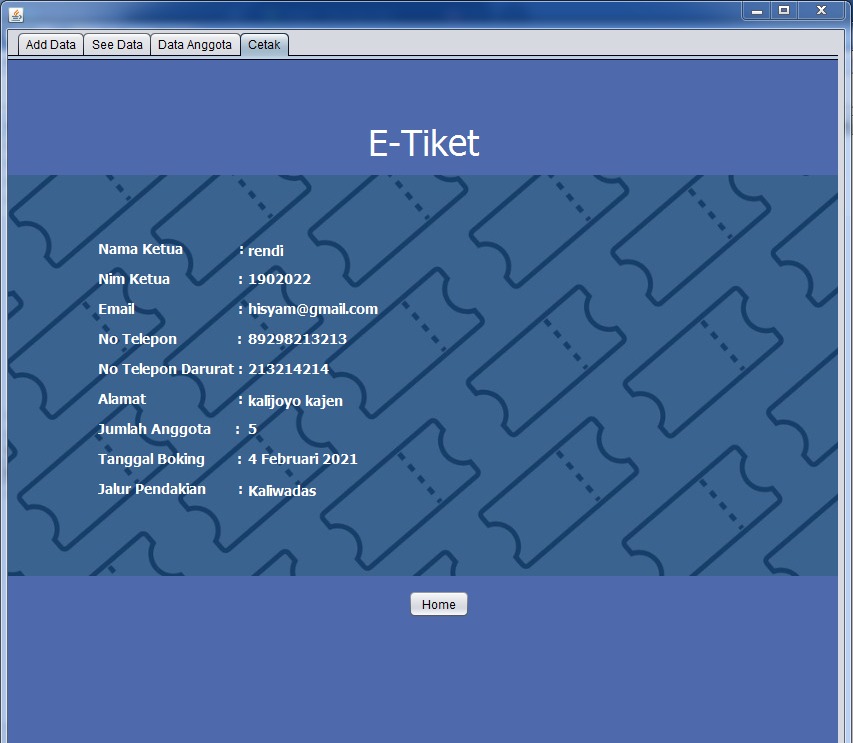 Add Data See Data Data Anggota Cetak
E-Tiket
Nama Ketua : rendi
Nim Ketua : 1902022
Email : hisyam@gmail.com
No Telepon : 89298213213
No Telepon Darurat : 213214214
Alamat : kalijoyo kajen
Jumlah Anggota : 5
Tanggal Boking : 4 Februari 2021
Jalur Pendakian : Kaliwadas
Home